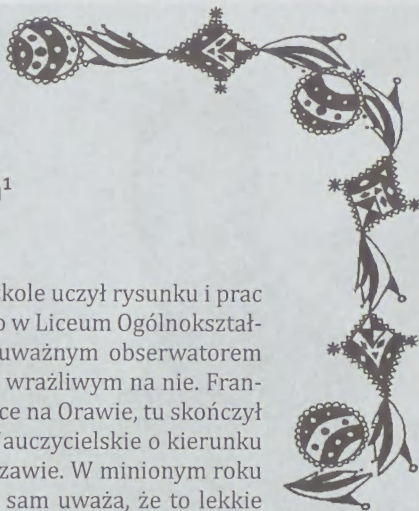 1
kole uczył rysunku i prac
o w Liceum Ogólnokształ-
uważnym obserwatorem
wrażliwym na nie. Fran-
ce na Orawie, tu skończył
Nauczycielskie o kierunku
zawie. W minionym roku
sam uważa, że to lekkie